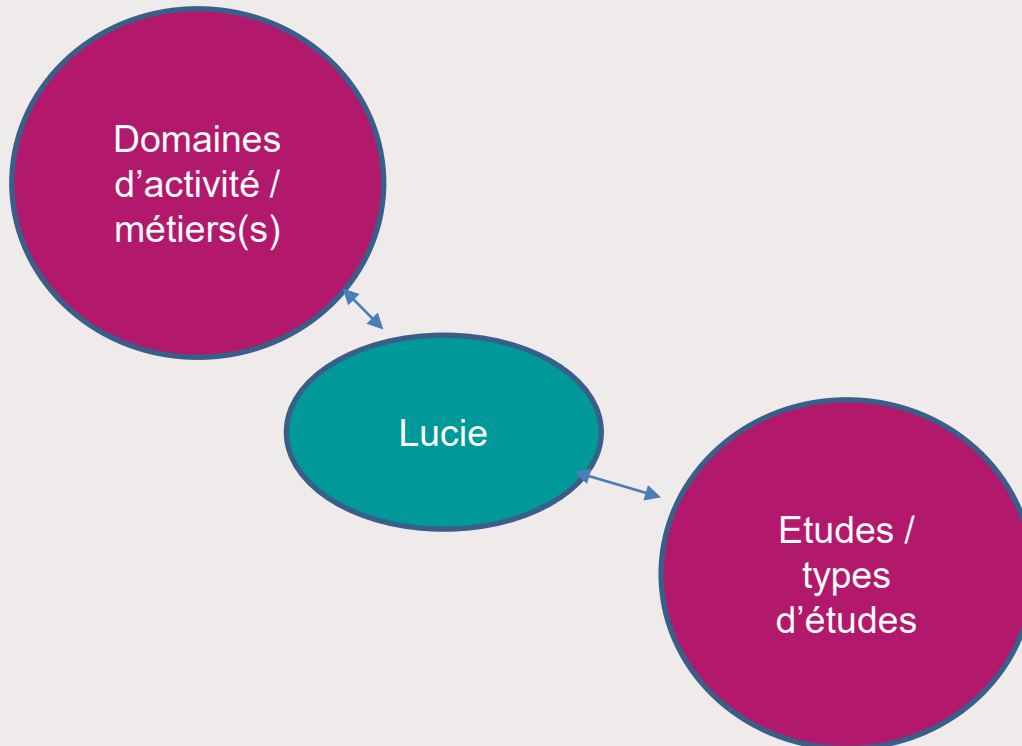 Domaines
d’activité /
métiers(s)
Lucie
Etudes /
types
d’études